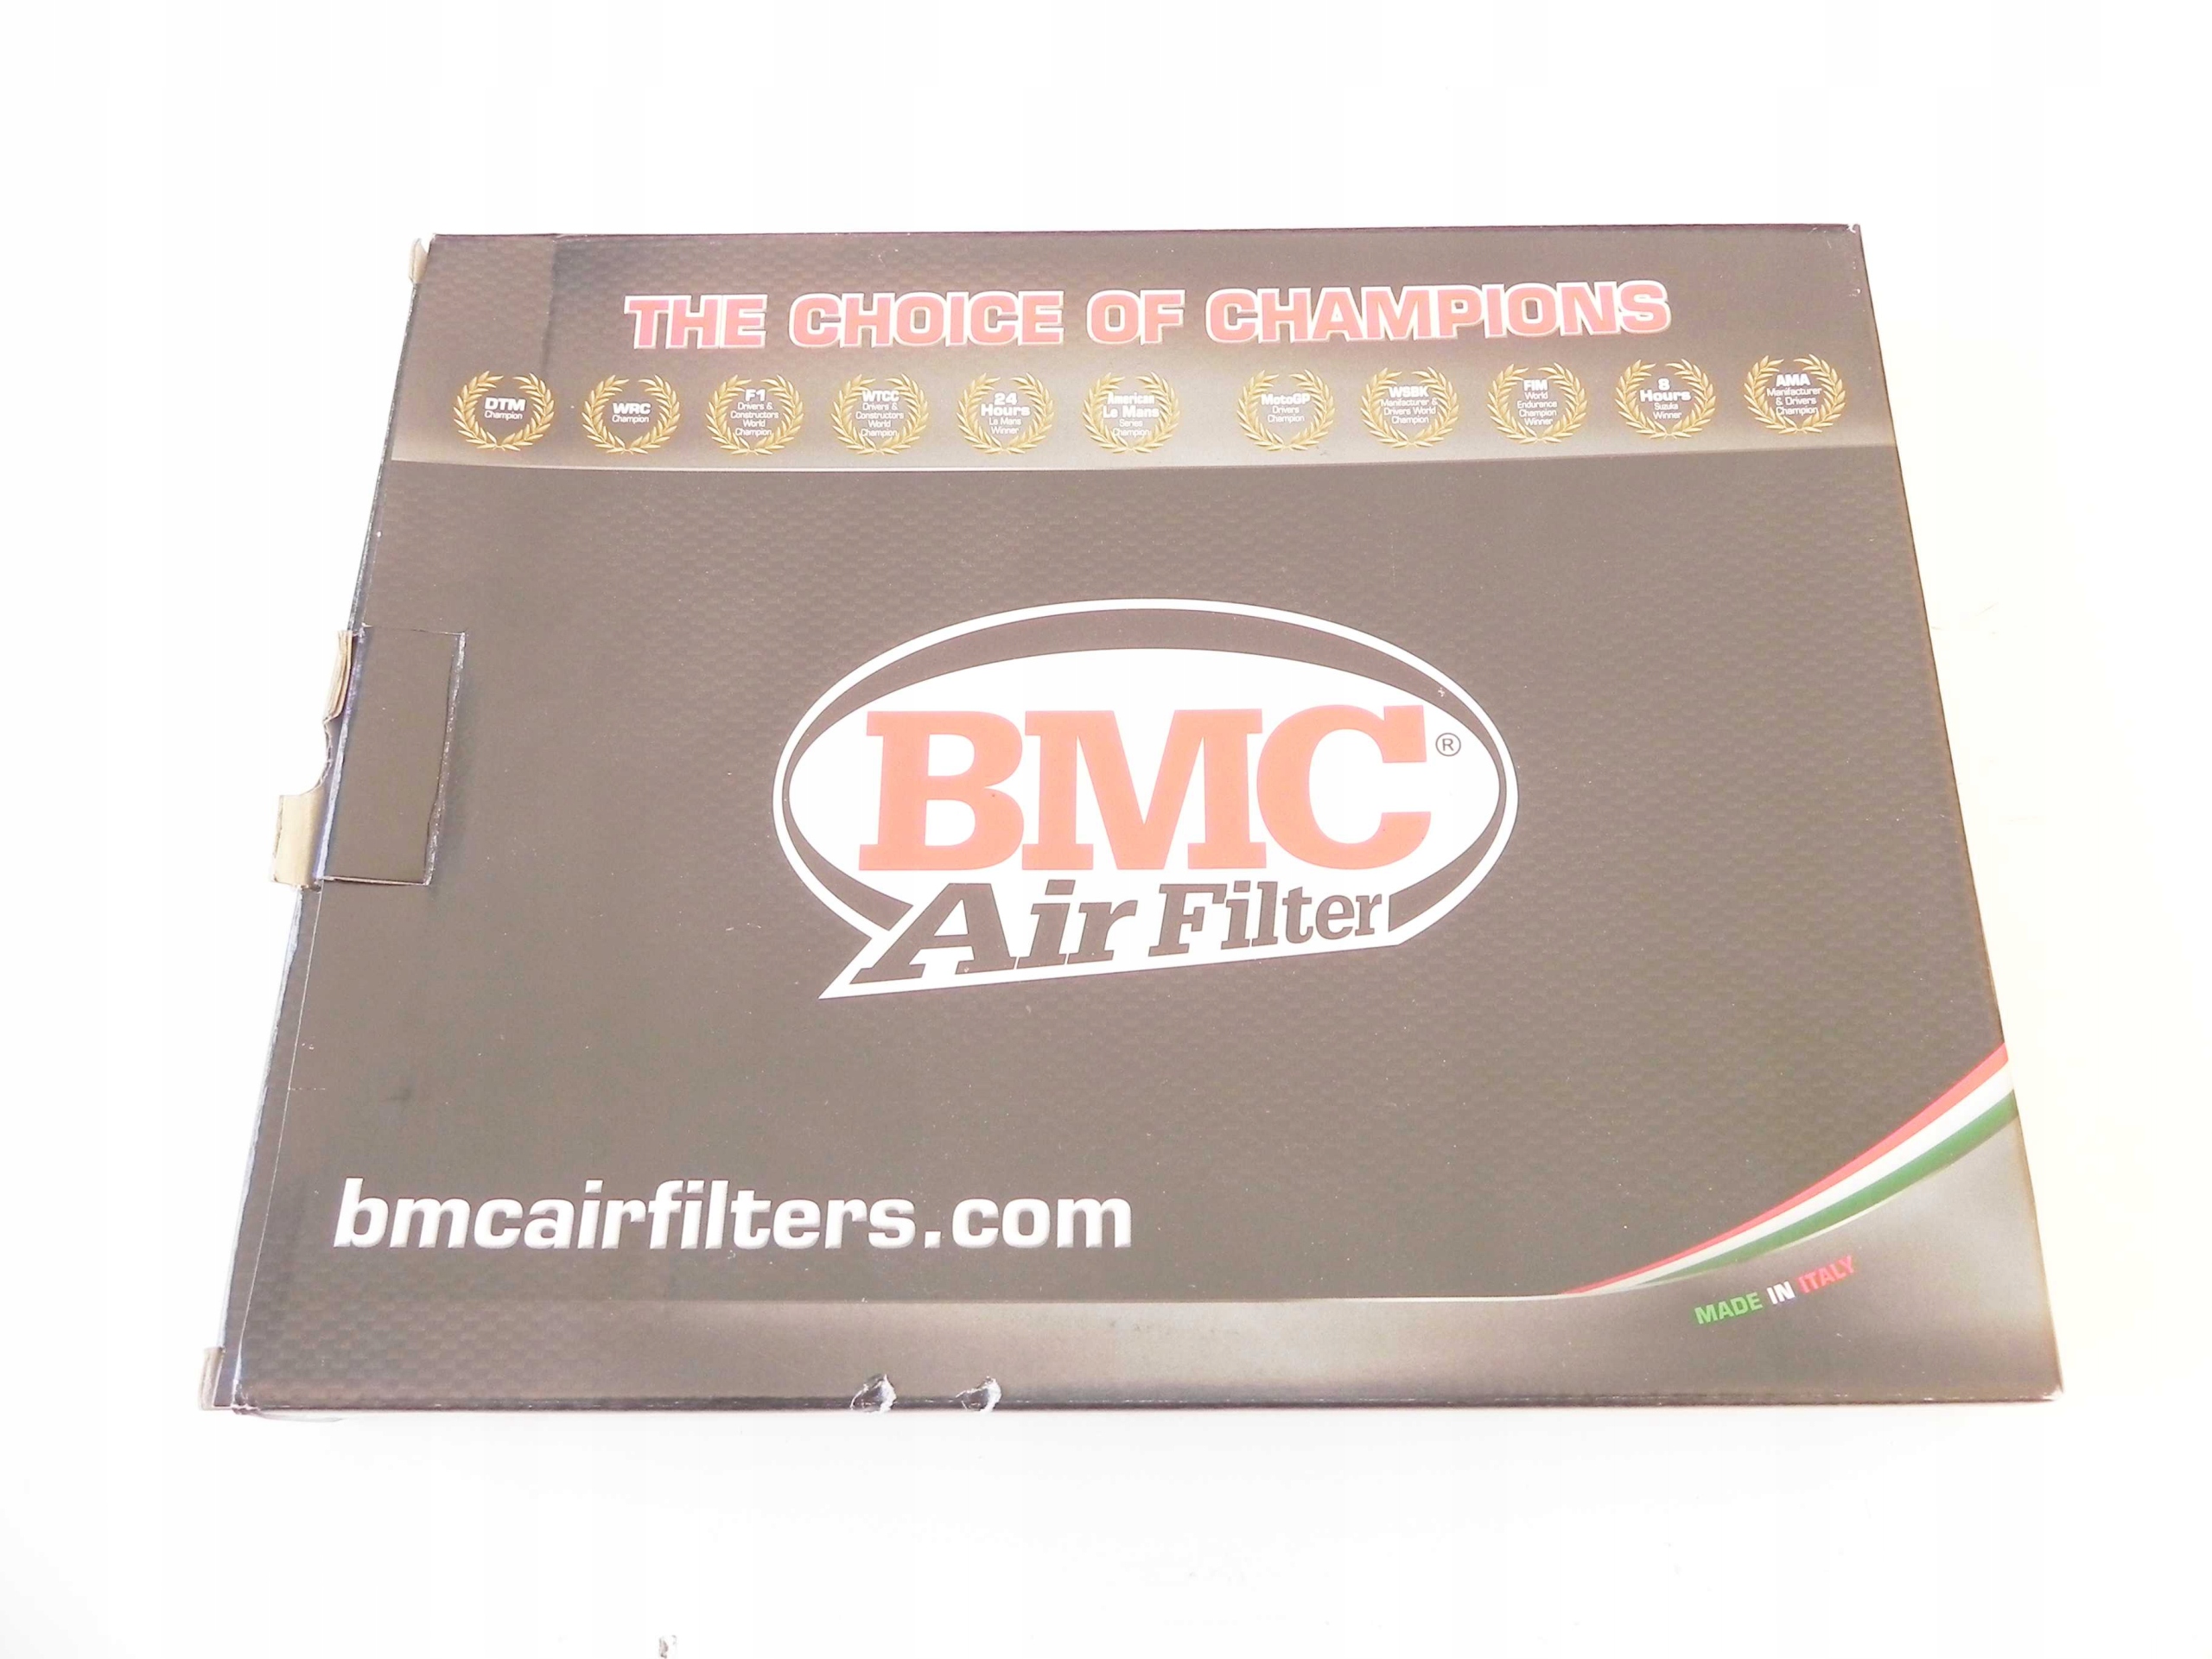 THE CHOICE OF CHAMPIONS
DTM
Champion
WRC
Champion
F1
Drivers &
Constructors
World
Champion
WTCC
Drivers &
Constructors
World
Champion
24
Hours
Le Mans
Winner
American
Le Mans
Series
Champion
MotoGP
Drivers
Champion
WSBK
Manifacturer &
Drivers World
Champion
FIM
World
Endurance
Champion
Winner
8
Hours
Suzuka
Winner
AMA
Manifacturer
& Drivers
Champion
BMC®
Air Filter
bmcairfilters.com
MADE IN ITALY